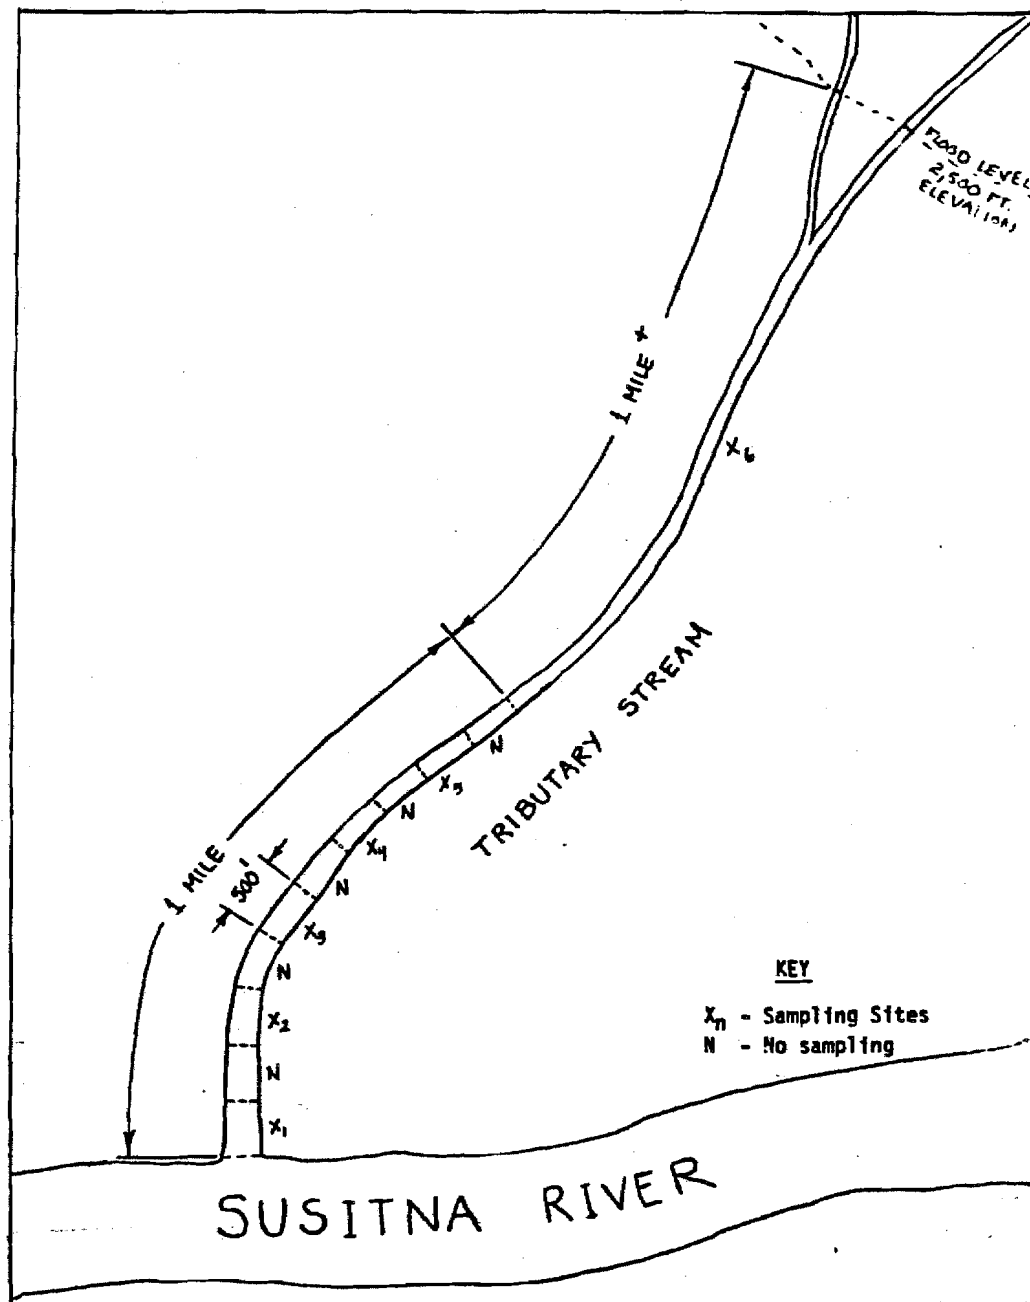 FLOOD LEVEL
2,500 FT.
ELEVATION
1 MILE +
X6
TRIBUTARY STREAM
N
X5
N
X4
1 MILE
500'
N
X3
N
X2
N
X1
KEY
Xn - Sampling Sites
N - No sampling
SUSITNA RIVER